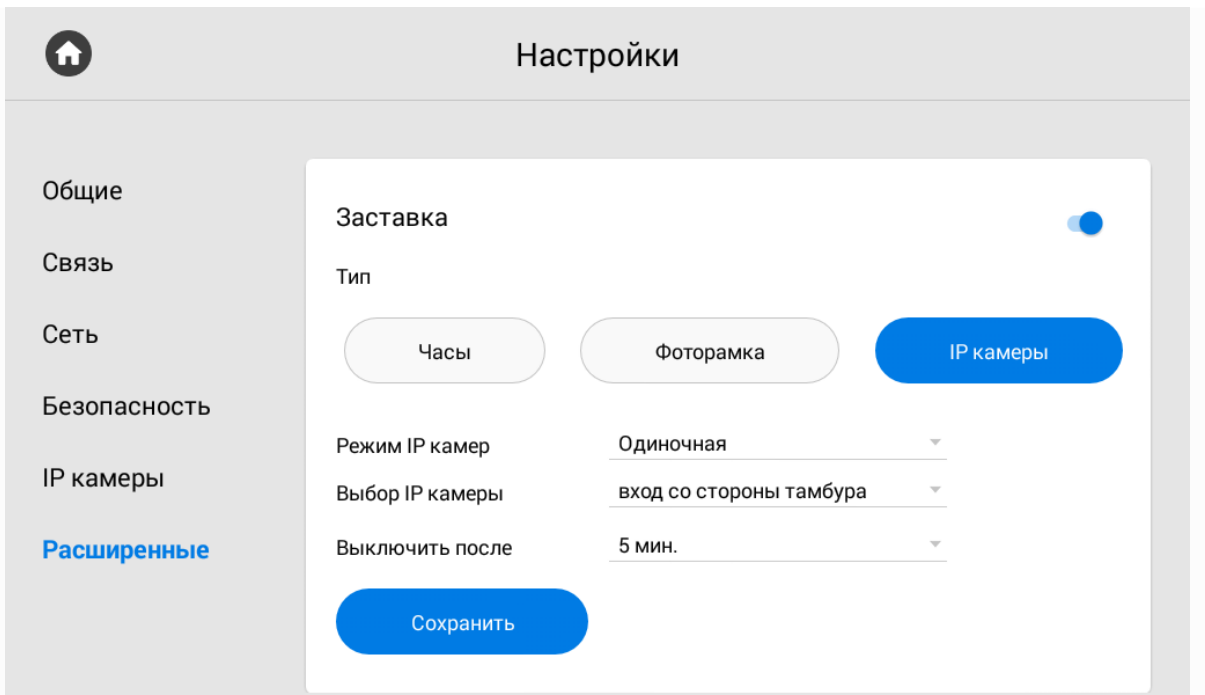 Настройки
Общие
Связь
Сеть
Безопасность
IP камеры
Расширенные
Заставка
Тип
Часы Фоторамка IP камеры
Режим IP камер Одиночная
Выбор IP камеры вход со стороны тамбура
Выключить после 5 мин.
Сохранить